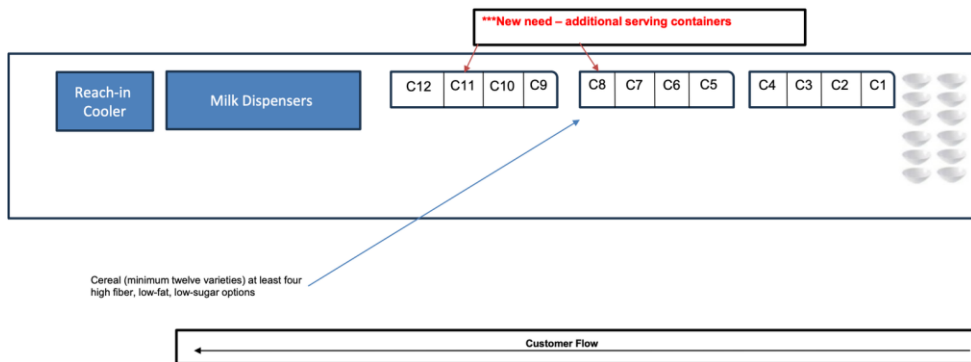 ***New need – additional serving containers
Reach-in
Cooler
Milk Dispensers
C12 C11 C10 C9 C8 C7 C6 C5 C4 C3 C2 C1
Cereal (minimum twelve varieties) at least four
high fiber, low-fat, low-sugar options
Customer Flow